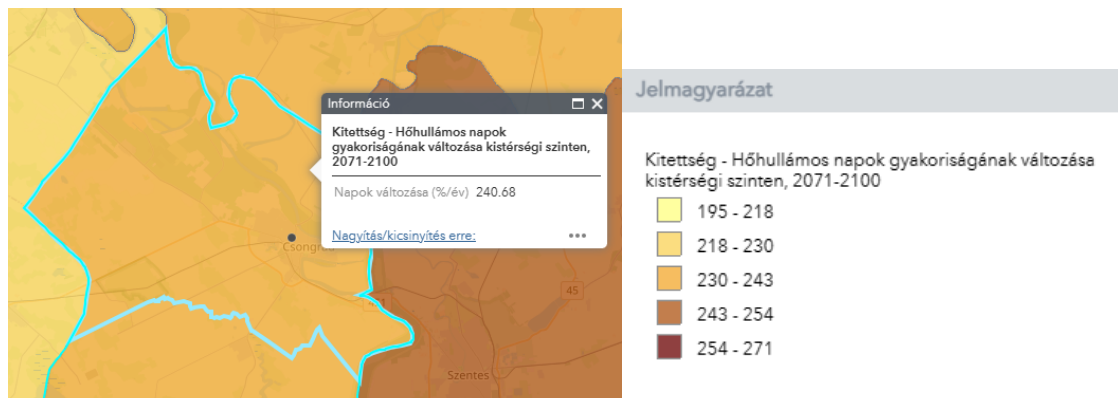 Információ
Kitettség - Hőhullámos napok
gyakoriságának változása kistérségi szinten,
2071-2100
Napok változása (%/év) 240.68
Nagyítás/kicsinyítés erre:
Csongrád
45
Szentes
Jelmagyarázat
Kitettség - Hőhullámos napok gyakoriságának változása
kistérségi szinten, 2071-2100
195 - 218
218 - 230
230 - 243
243 - 254
254 - 271